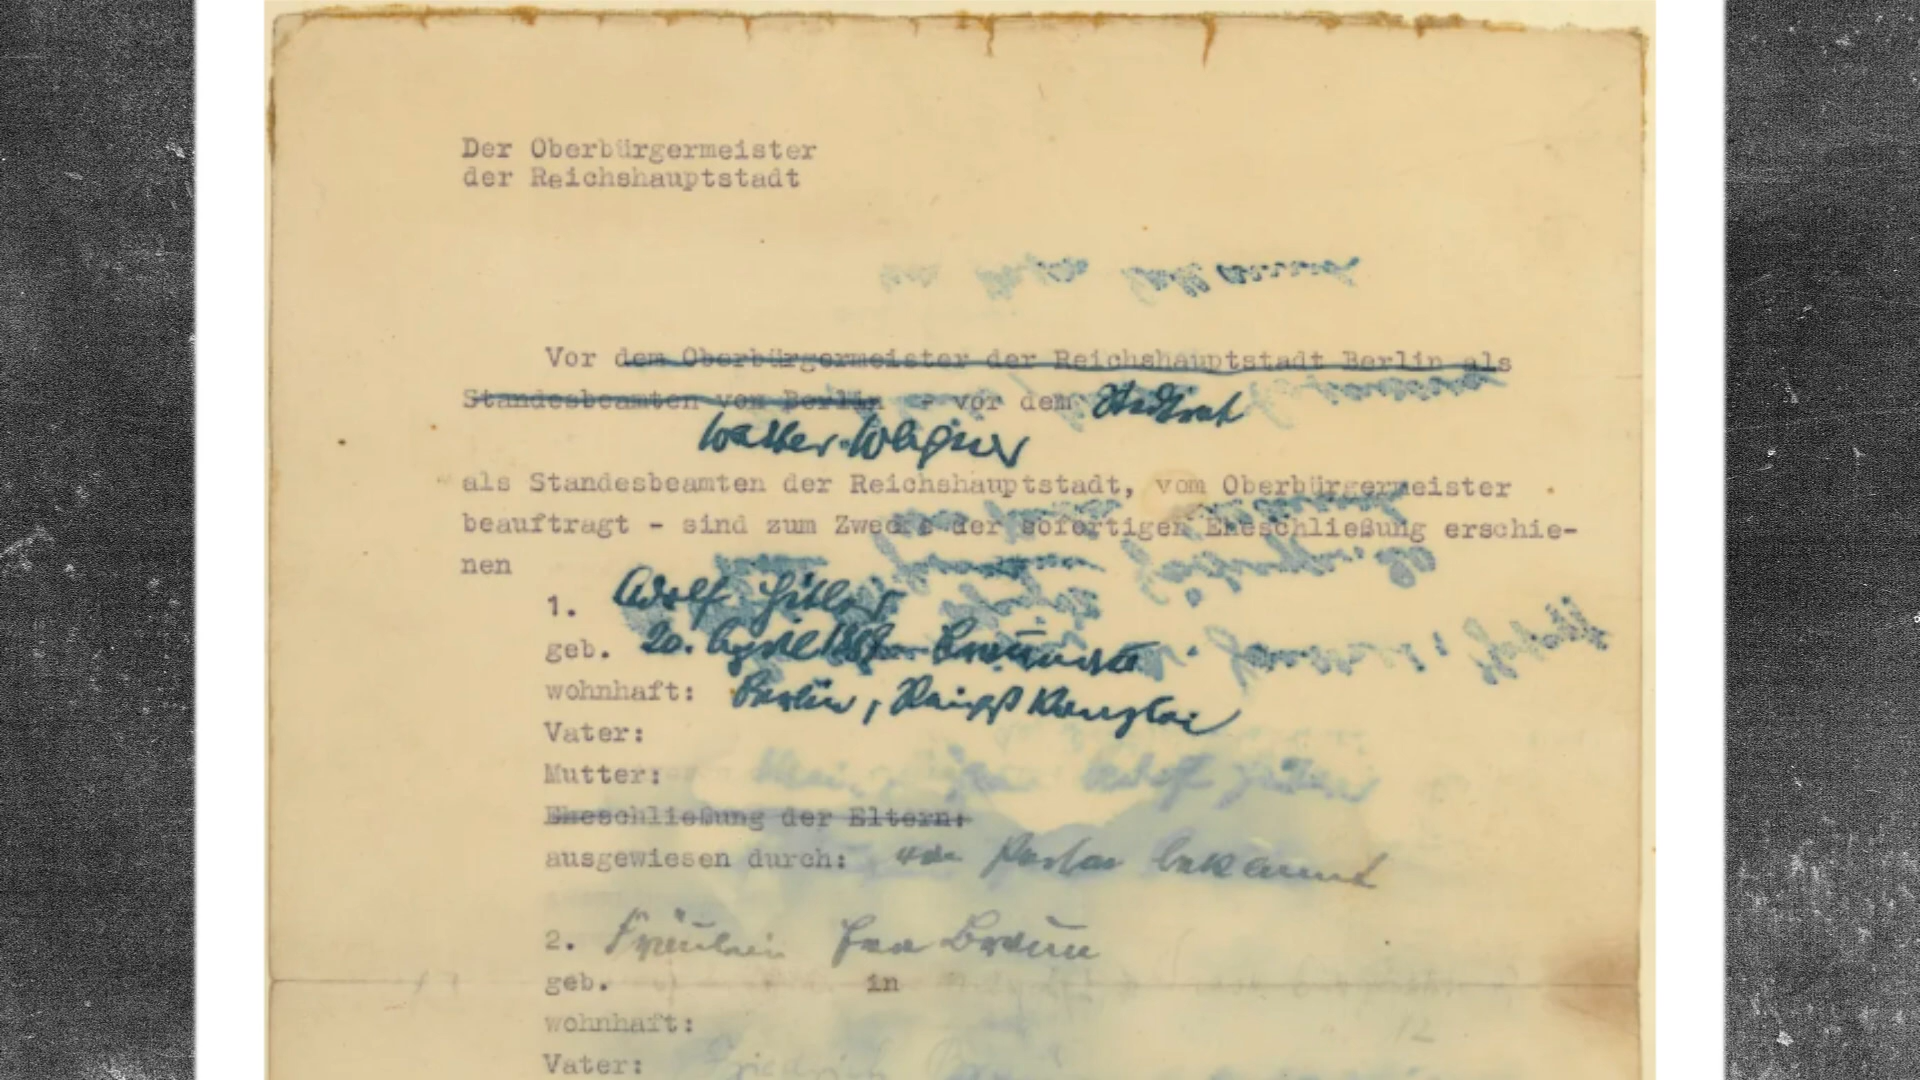 Der Oberbürgermeister
der Reichshauptstadt
Vor dem Oberbürgermeister der Reichshauptstadt Berlin als
Standesbeamten von Berlin - vor dem Stadtrat
Walter Wagner
als Standesbeamten der Reichshauptstadt, vom Oberbürgermeister
beauftragt - sind zum Zwecke der sofortigen Eheschließung erschie-
nen
1. Adolf Hitler
geb. 20. April 1889 Braunau
wohnhaft: Berlin, Reichskanzlei
Vater:
Mutter:
Eheschließung der Eltern:
ausgewiesen durch: bekannt
2. Fräulein Eva Braun
geb. in
wohnhaft:
Vater: Friedrich